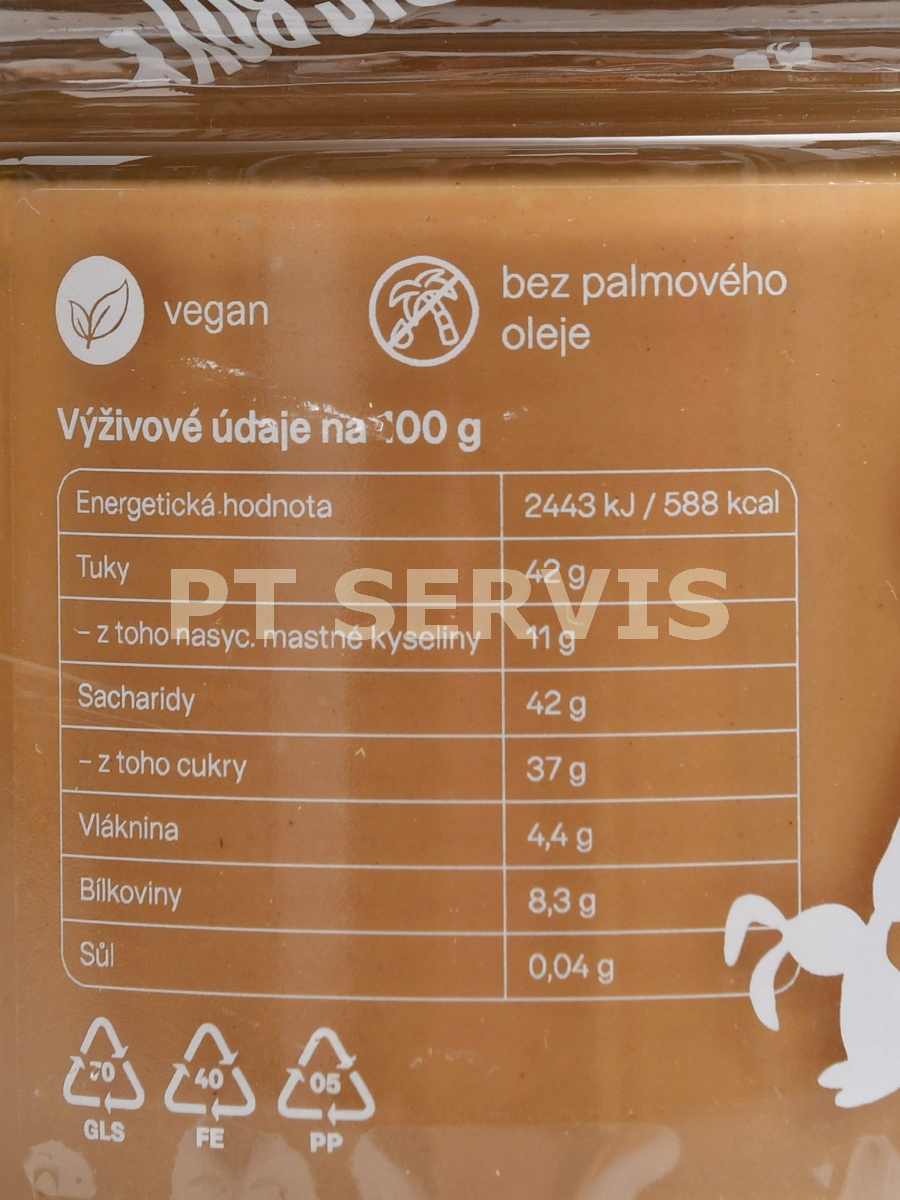 vegan
bez palmového
oleje
Výživové údaje na 100 g
Energetická hodnota 2443 kJ / 588 kcal
Tuky 42 g
PT SERVIS
– z toho nasyc. mastné kyseliny 11 g
Sacharidy 42 g
– z toho cukry 37 g
Vláknina 4,4 g
Bílkoviny 8,3 g
Sůl 0,04 g
70 40 05
GLS FE PP